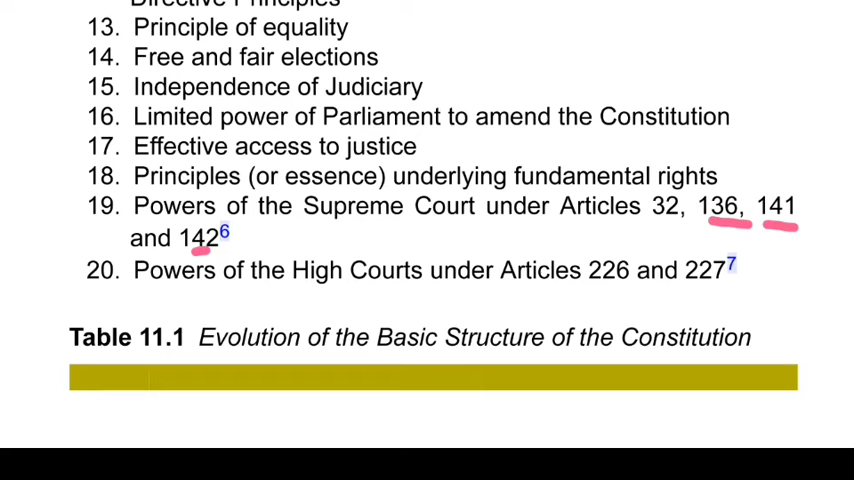 Directive Principles
13. Principle of equality
14. Free and fair elections
15. Independence of Judiciary
16. Limited power of Parliament to amend the Constitution
17. Effective access to justice
18. Principles (or essence) underlying fundamental rights
19. Powers of the Supreme Court under Articles 32, 136, 141
and 142⁶
20. Powers of the High Courts under Articles 226 and 227⁷
Table 11.1 Evolution of the Basic Structure of the Constitution